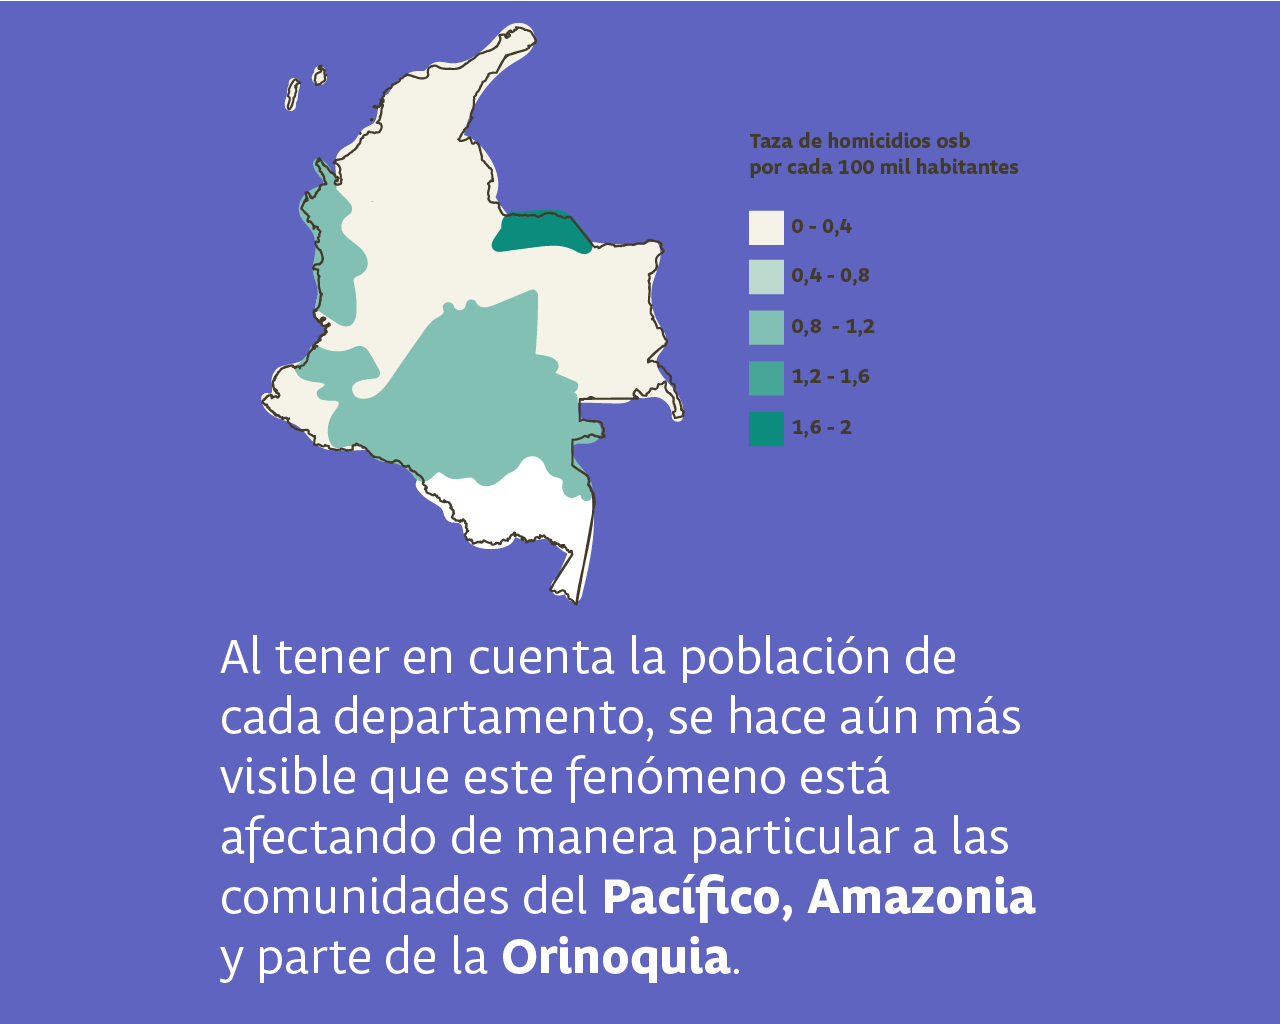 Taza de homicidios osb
por cada 100 mil habitantes
0 - 0,4
0,4 - 0,8
0,8 - 1,2
1,2 - 1,6
1,6 - 2
Al tener en cuenta la población de
cada departamento, se hace aún más
visible que este fenómeno está
afectando de manera particular a las
comunidades del Pacífico, Amazonia
y parte de la Orinoquia.